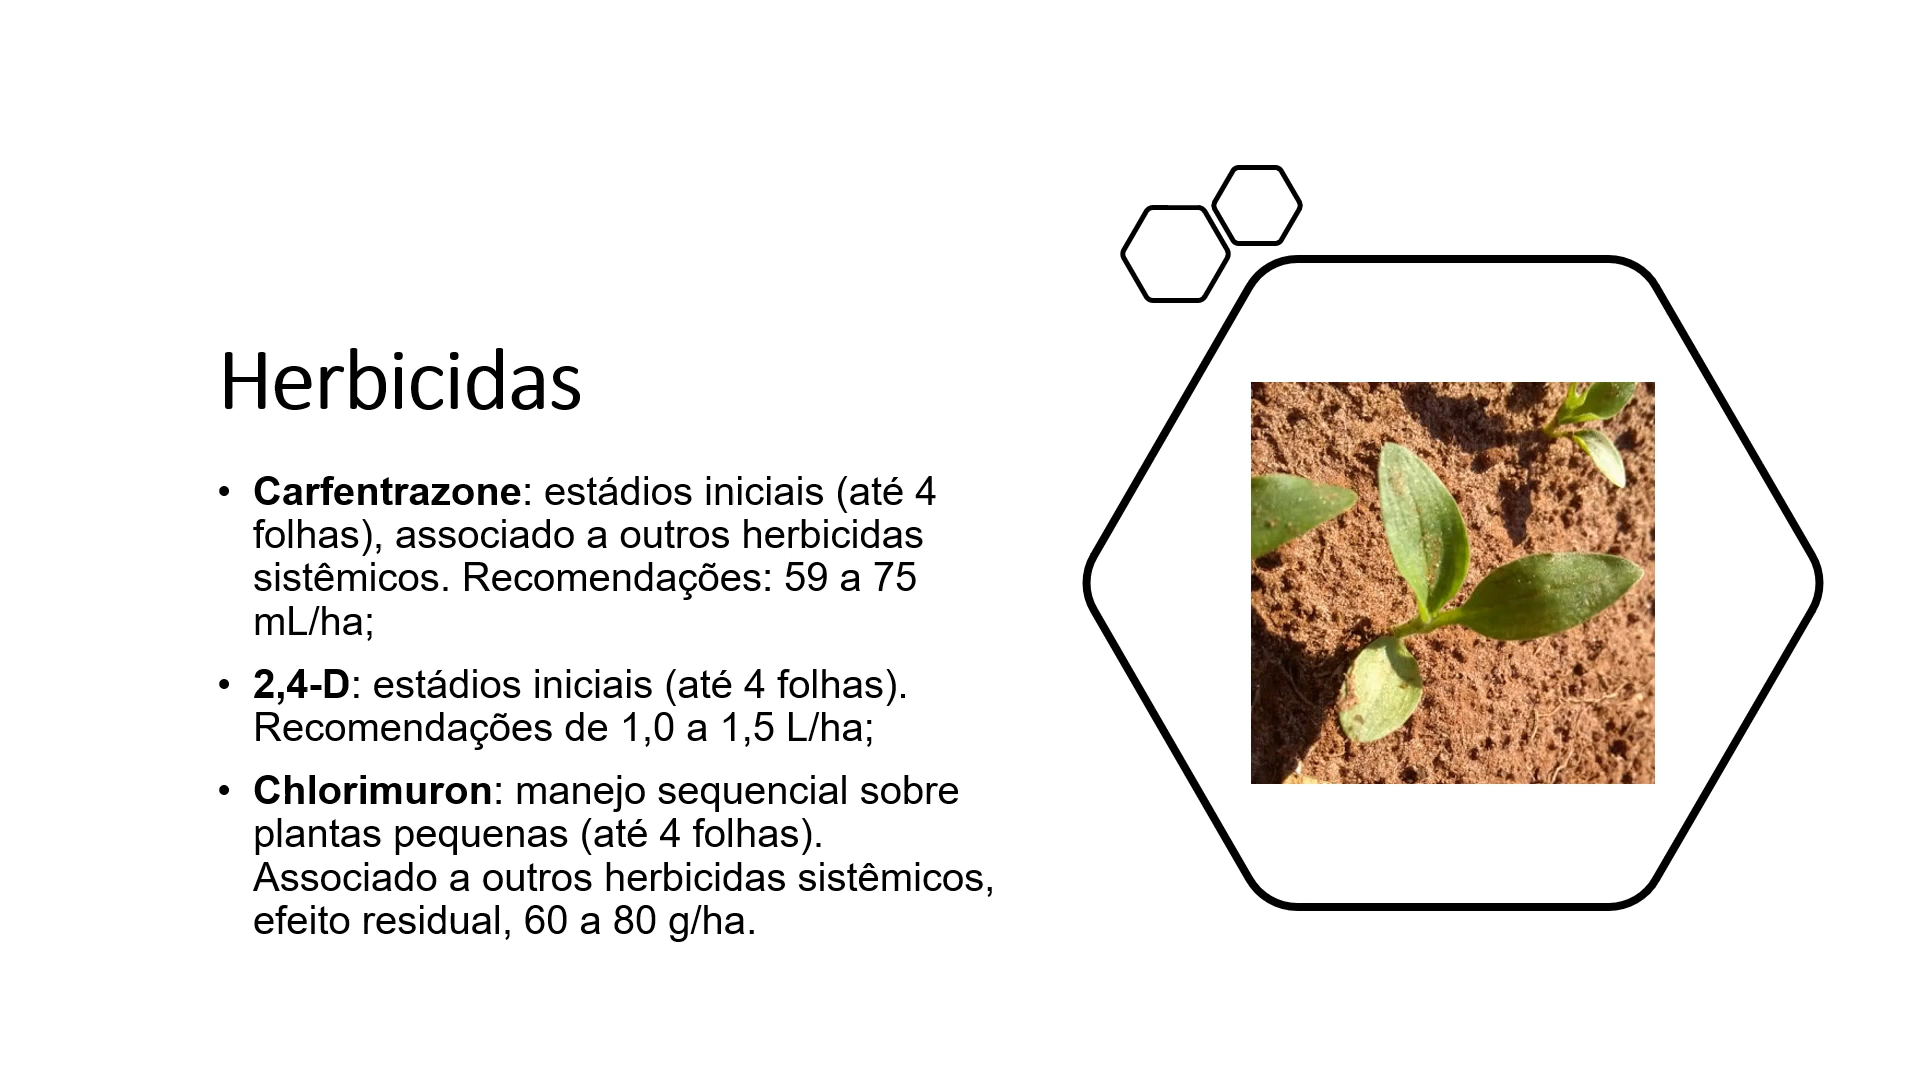 Herbicidas
• Carfentrazone: estádios iniciais (até 4
folhas), associado a outros herbicidas
sistêmicos. Recomendações: 59 a 75
mL/ha;
• 2,4-D: estádios iniciais (até 4 folhas).
Recomendações de 1,0 a 1,5 L/ha;
• Chlorimuron: manejo sequencial sobre
plantas pequenas (até 4 folhas).
Associado a outros herbicidas sistêmicos,
efeito residual, 60 a 80 g/ha.